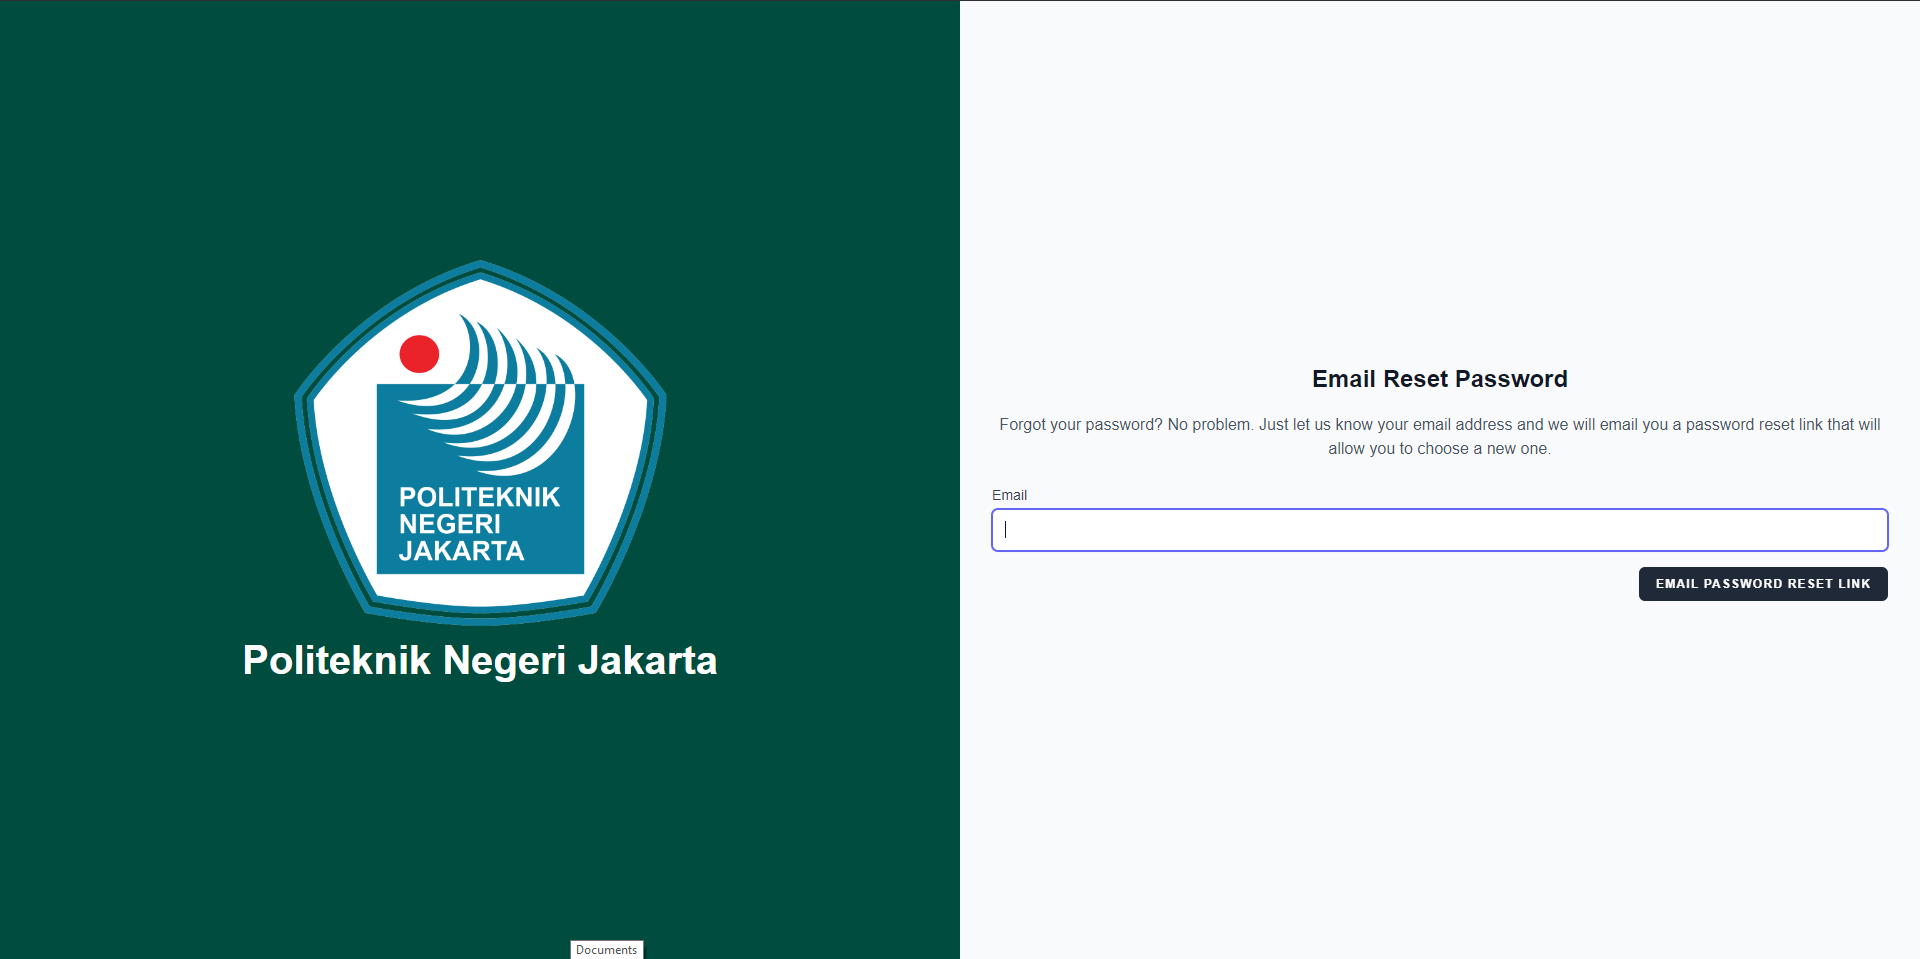 POLITEKNIK
NEGERI
JAKARTA
Politeknik Negeri Jakarta
Email Reset Password
Forgot your password? No problem. Just let us know your email address and we will email you a password reset link that will
allow you to choose a new one.
Email
EMAIL PASSWORD RESET LINK
Documents